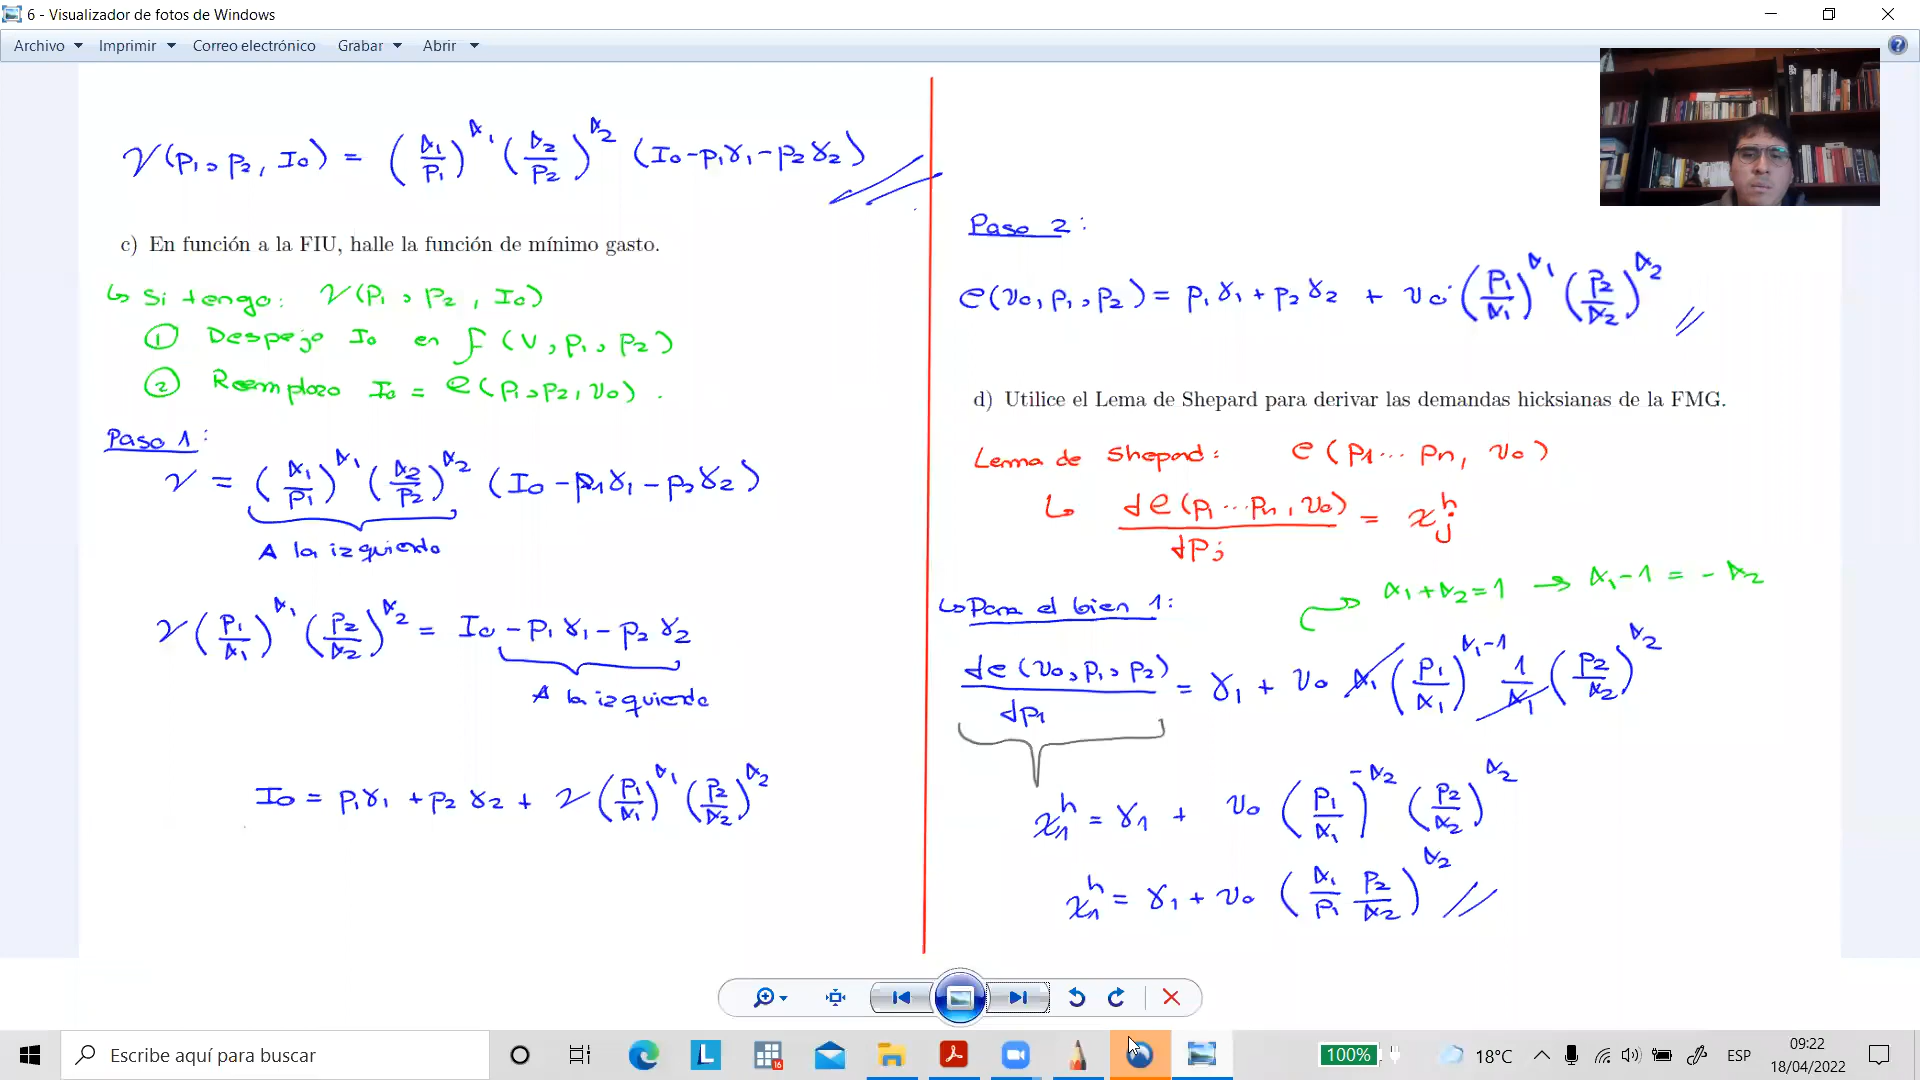 6 - Visualizador de fotos de Windows
Archivo Imprimir Correo electrónico Grabar Abrir
V(p₁, p₂, I₀) = (α₁/p₁)^α₁ (α₂/p₂)^α₂ (I₀-p₁γ₁-p₂γ₂)
c) En función a la FIU, halle la función de mínimo gasto.
↳ Si tengo: V(p₁, p₂, I₀)
① Despejo I₀ en f(v, p₁, p₂)
② Reemplazo I₀ = e(p₁, p₂, v₀).
Paso 1:
V = (α₁/p₁)^α₁ (α₂/p₂)^α₂ (I₀-p₁γ₁-p₂γ₂)
A la izquierda
V (p₁/α₁)^α₁ (p₂/α₂)^α₂ = I₀ - p₁γ₁ - p₂γ₂
A la izquierda
I₀ = p₁γ₁ + p₂γ₂ + V (p₁/α₁)^α₁ (p₂/α₂)^α₂
Paso 2:
e(v₀, p₁, p₂) = p₁γ₁ + p₂γ₂ + v₀·(p₁/α₁)^α₁ (p₂/α₂)^α₂
d) Utilice el Lema de Shepard para derivar las demandas hicksianas de la FMG.
Lema de Shepard: e(p₁...pₙ, v₀)
↳ de(p₁...pₙ, v₀)/dpⱼ = xⱼ^h
α₁+α₂=1 → α₁-1 = -α₂
↳ Para el bien 1:
de(v₀, p₁, p₂)/dp₁ = γ₁ + v₀ α₁ (p₁/α₁)^(α₁-1) 1/α₁ (p₂/α₂)^α₂
x₁^h = γ₁ + v₀ (p₁/α₁)^(-α₂) (p₂/α₂)^α₂
x₁^h = γ₁ + v₀ (α₁/p₁ p₂/α₂)^α₂
Escribe aquí para buscar
L
16
100%
18°C
ESP
09:22
18/04/2022